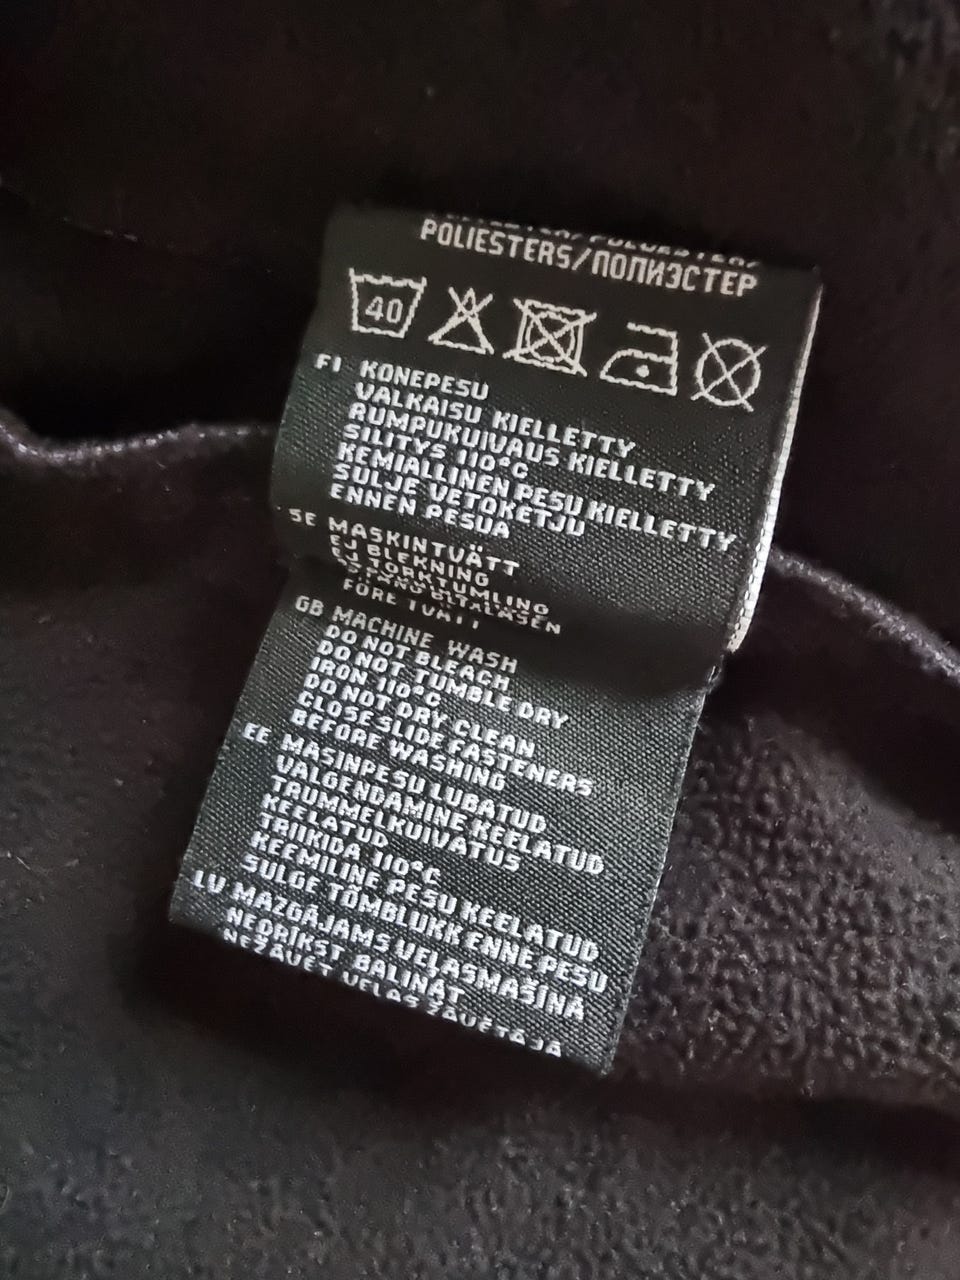 POLIESTERS/ПОЛИЭСТЕР
40
FI KONEPESU
VALKAISU KIELLETTY
RUMPUKUIVAUS KIELLETTY
SILITYS 110°C
KEMIALLINEN PESU KIELLETTY
SULJE VETOKETJU
ENNEN PESUA
SE MASKINTVÄTT
EJ BLEKNING
EJ TORKTUMLING
FÖRE TVÄTT
GB MACHINE WASH
DO NOT BLEACH
DO NOT TUMBLE DRY
IRON 110°C
DO NOT DRY CLEAN
CLOSE SLIDE FASTENERS
BEFORE WASHING
EE MASINPESU LUBATUD
VALGENDAMINE KEELATUD
TRUMMELKUIVATUS
KEELATUD
TRIIKIDA 110°C
KEEMILINE PESU KEELATUD
SULGE TÕMBLUKK ENNE PESU
LV MAZGĀJAMS VEĻASMAŠĪNĀ
NEDRĪKST BALINĀT
NEŽĀVĒT VEĻAS ŽĀVĒTĀJĀ